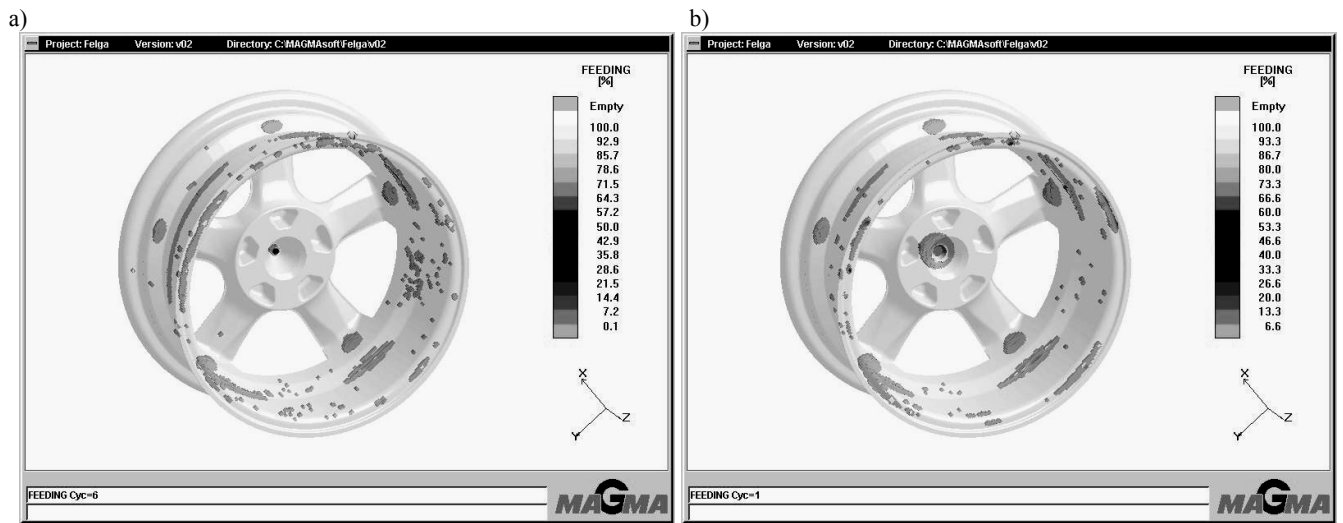 a)
Project: Felga Version: v02 Directory: C:\MAGMAsoft\Felga\v02
FEEDING
[%]
Empty
100.0
92.9
85.7
78.6
71.5
64.3
57.2
50.0
42.9
35.8
28.6
21.5
14.4
7.2
0.1
X
Y
Z
FEEDING Cyc=6
MAGMA
b)
Project: Felga Version: v02 Directory: C:\MAGMAsoft\Felga\v02
FEEDING
[%]
Empty
100.0
93.3
86.7
80.0
73.3
66.6
60.0
53.3
46.6
40.0
33.3
26.6
20.0
13.3
6.6
X
Y
Z
FEEDING Cyc=1
MAGMA